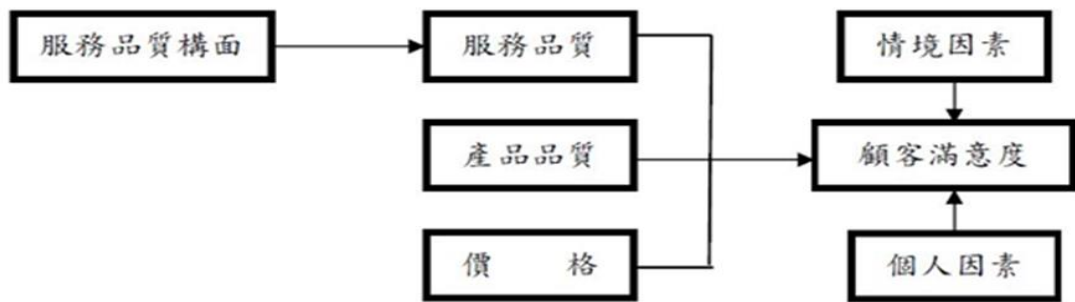 服務品質構面
服務品質
情境因素
產品品質
顧客滿意度
價　　格
個人因素